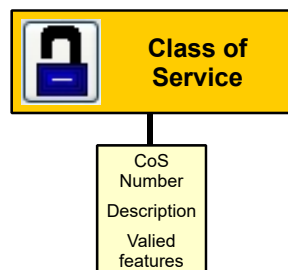 Class of
Service
CoS
Number
Description
Valied
features